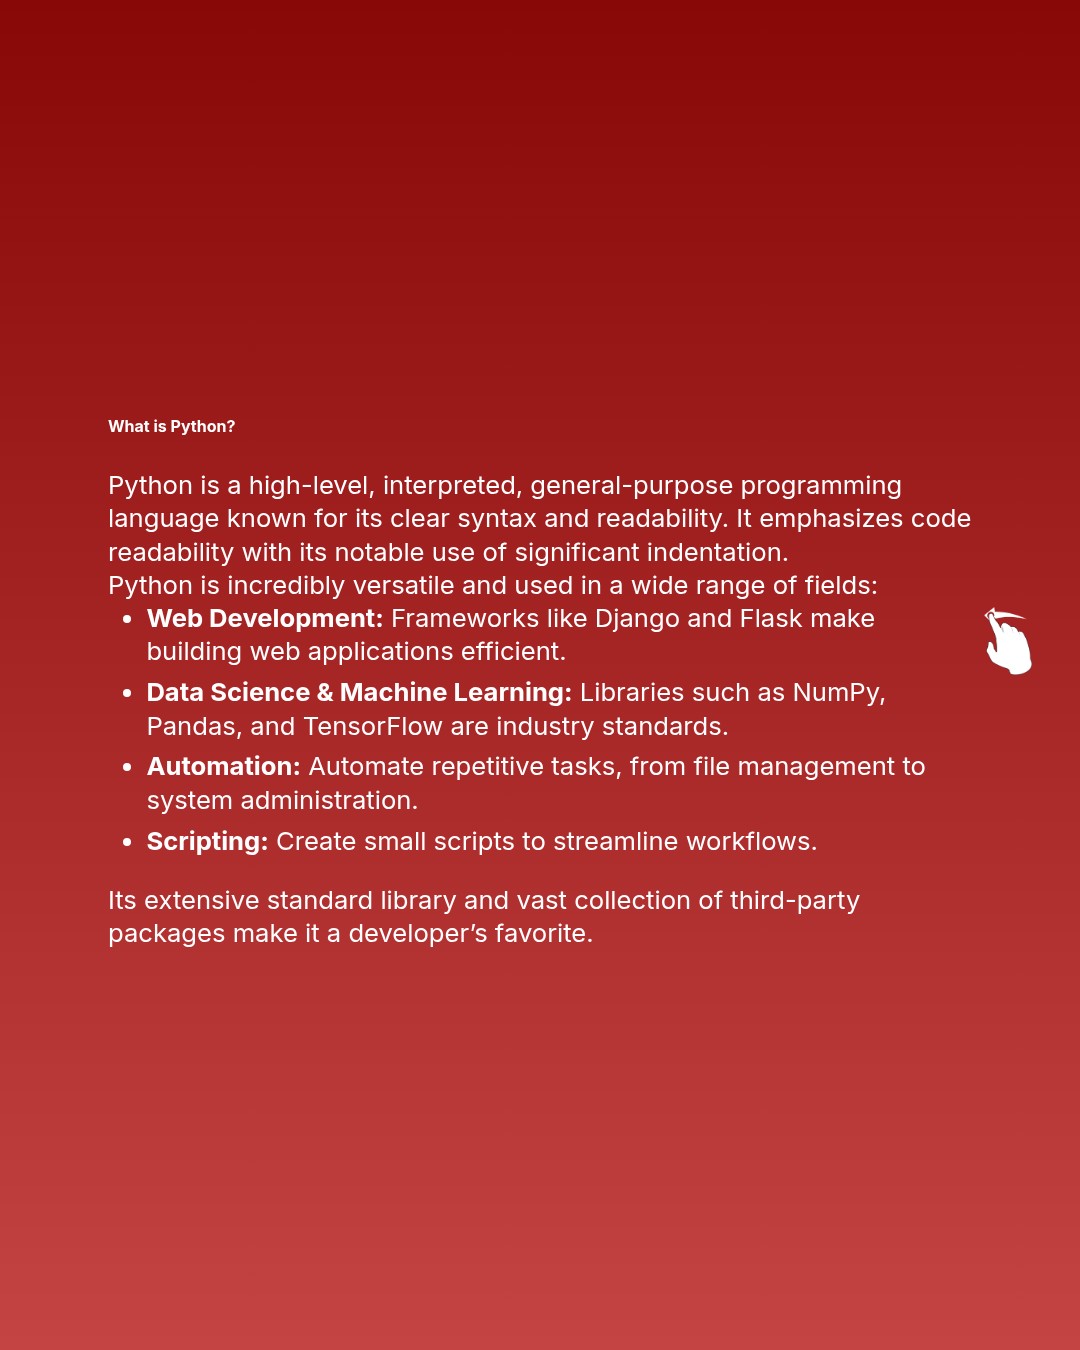 What is Python?
Python is a high-level, interpreted, general-purpose programming
language known for its clear syntax and readability. It emphasizes code
readability with its notable use of significant indentation.
Python is incredibly versatile and used in a wide range of fields:
• Web Development: Frameworks like Django and Flask make
building web applications efficient.
• Data Science & Machine Learning: Libraries such as NumPy,
Pandas, and TensorFlow are industry standards.
• Automation: Automate repetitive tasks, from file management to
system administration.
• Scripting: Create small scripts to streamline workflows.
Its extensive standard library and vast collection of third-party
packages make it a developer’s favorite.